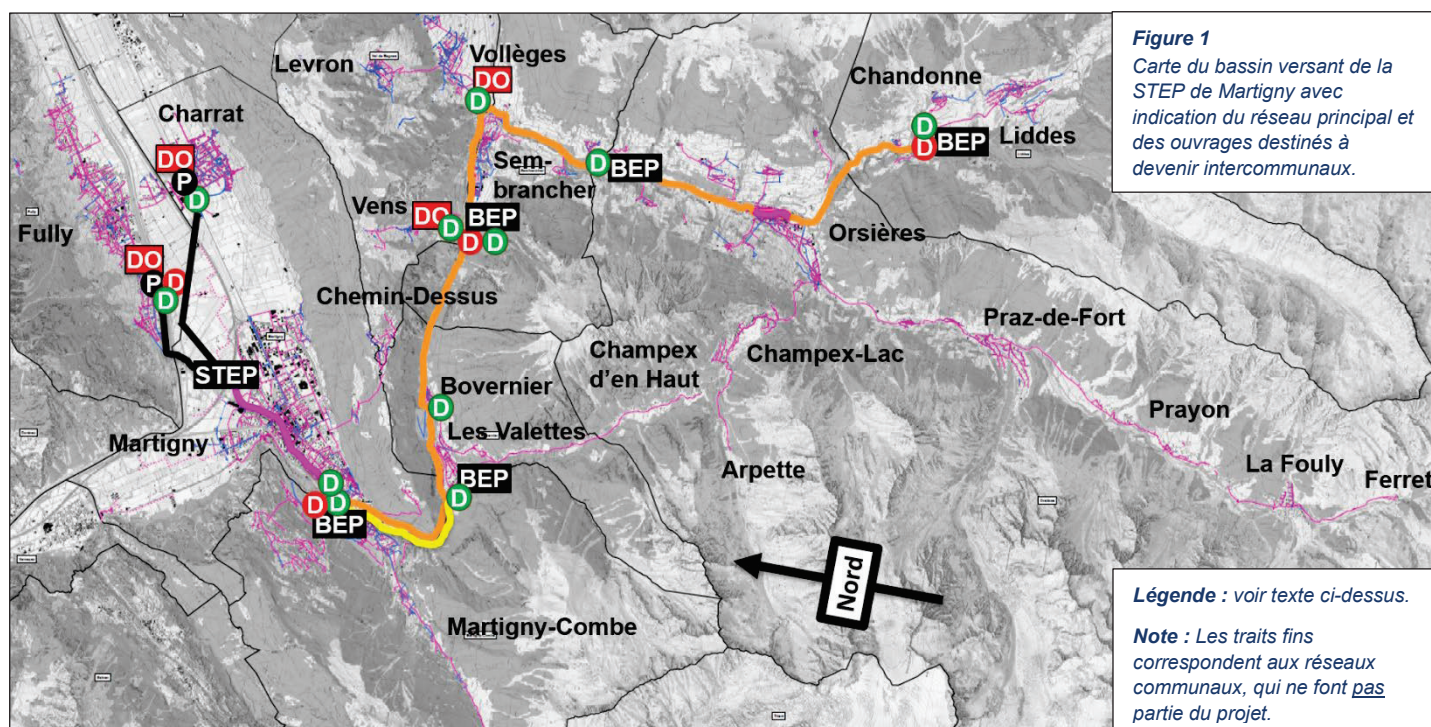 Figure 1
Carte du bassin versant de la
STEP de Martigny avec
indication du réseau principal et
des ouvrages destinés à
devenir intercommunaux.
Levron
Vollèges
DO
D
Chandonne
D
BEP
D
Liddes
Charrat
DO
P
D
Sem-
brancher
D
BEP
Vens
DO
D
BEP
D
D
Orsières
Fully
DO
P
D
D
Chemin-Dessus
Praz-de-Fort
Champex
d'en Haut
Champex-Lac
STEP
Bovernier
D
Prayon
Les Valettes
Martigny
Arpette
La Fouly
Ferret
BEP
D
D
D
D
BEP
Nord
Martigny-Combe
Légende : voir texte ci-dessus.
Note : Les traits fins
correspondent aux réseaux
communaux, qui ne font pas
partie du projet.